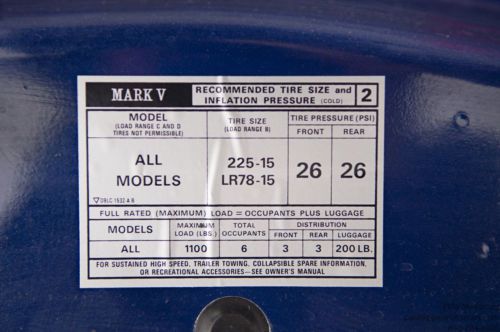 MARK V
RECOMMENDED TIRE SIZE and
INFLATION PRESSURE (COLD)
2
MODEL
(LOAD RANGE C AND D
TIRES NOT PERMISSIBLE)
TIRE SIZE
(LOAD RANGE B)
TIRE PRESSURE (PSI)
FRONT REAR
ALL
MODELS
225-15
LR78-15
26 26
DRLC 1532 A B
FULL RATED (MAXIMUM) LOAD = OCCUPANTS PLUS LUGGAGE
MODELS
MAXIMUM
LOAD (LBS.)
TOTAL
OCCUPANTS
DISTRIBUTION
FRONT REAR LUGGAGE
ALL 1100 6 3 3 200 LB.
FOR SUSTAINED HIGH SPEED, TRAILER TOWING, COLLAPSIBLE SPARE INFORMATION,
OR RECREATIONAL ACCESSORIES—SEE OWNER'S MANUAL